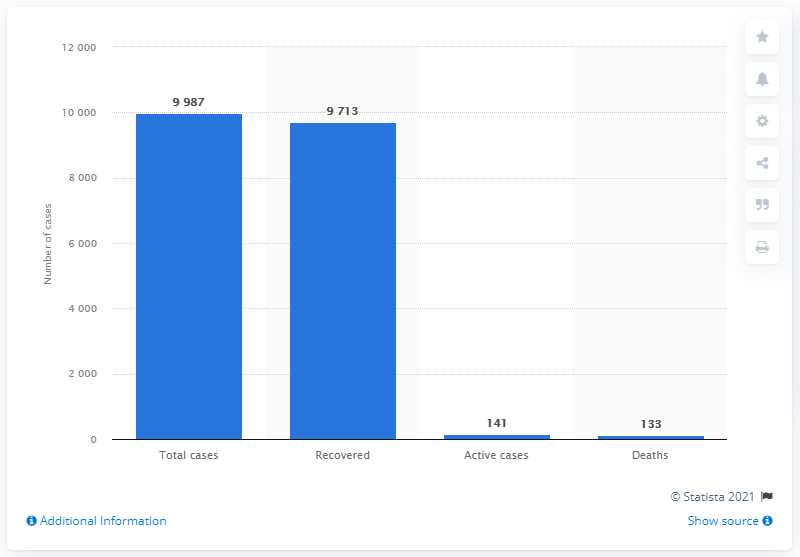 12 000
10 000
8 000
6 000
4 000
2 000
0
Number of cases
9 987
9 713
141
133
Total cases
Recovered
Active cases
Deaths
© Statista 2021
Additional Information
Show source